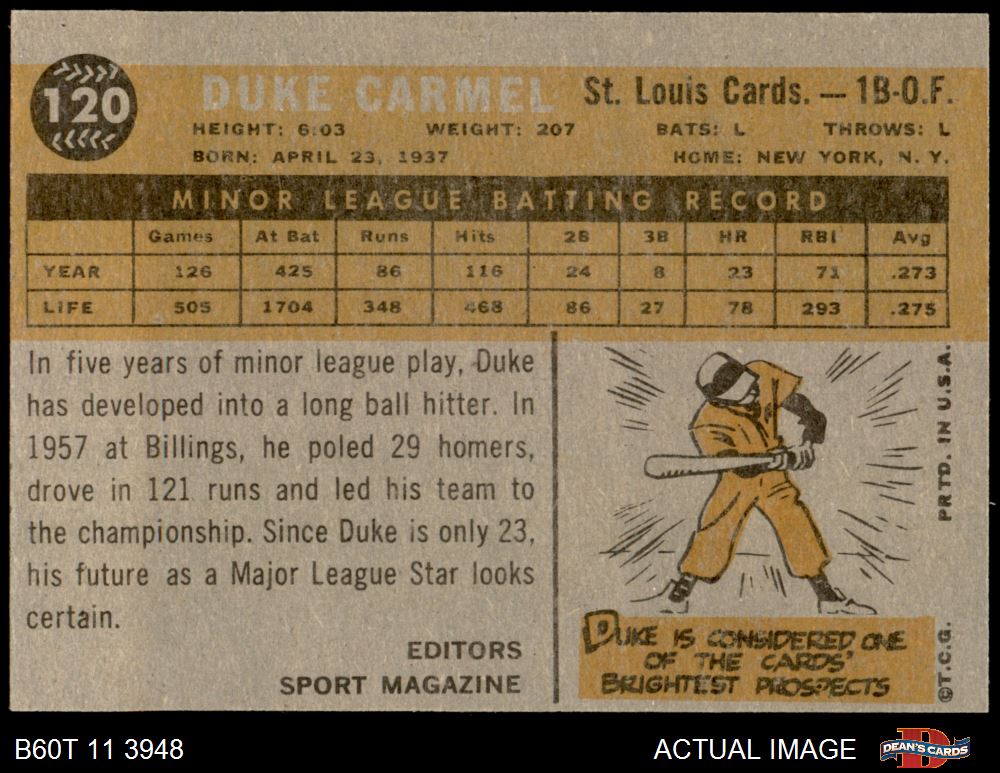 120
DUKE CARMEL St. Louis Cards. — 1B-O.F.
HEIGHT: 6:03 WEIGHT: 207 BATS: L THROWS: L
BORN: APRIL 23, 1937 HOME: NEW YORK, N. Y.
MINOR LEAGUE BATTING RECORD
Games At Bat Runs Hits 2B 3B HR RBI Avg
YEAR 126 425 86 116 24 8 23 71 .273
LIFE 505 1704 348 468 86 27 78 293 .275
In five years of minor league play, Duke
has developed into a long ball hitter. In
1957 at Billings, he poled 29 homers,
drove in 121 runs and led his team to
the championship. Since Duke is only 23,
his future as a Major League Star looks
certain.
EDITORS
SPORT MAGAZINE
DUKE IS CONSIDERED ONE
OF THE CARDS'
BRIGHTEST PROSPECTS
©T.C.G. PRTD. IN U.S.A.
B60T 11 3948 ACTUAL IMAGE DEAN'S CARDS